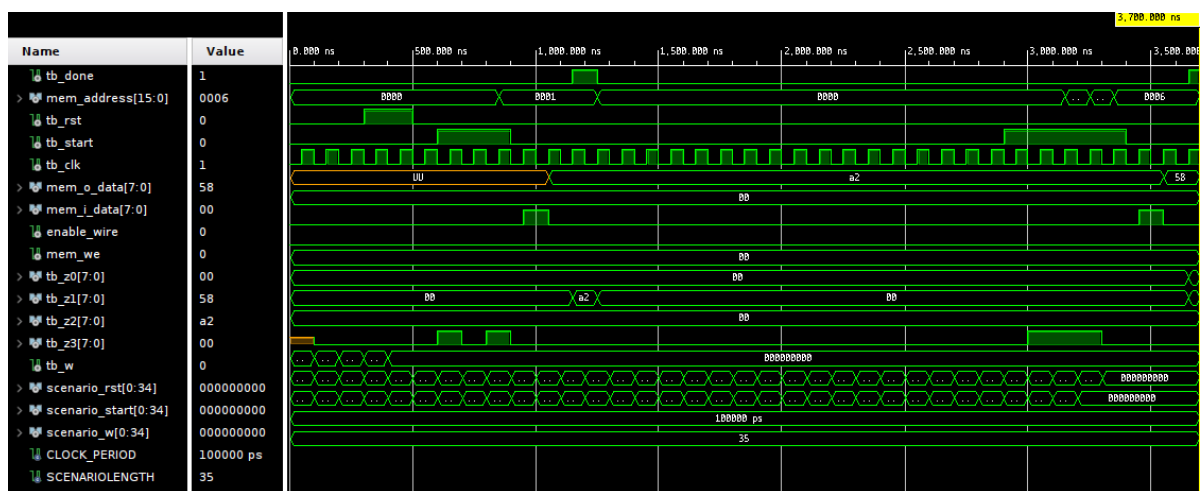 3,700.000 ns
Name Value 0.000 ns 500.000 ns 1,000.000 ns 1,500.000 ns 2,000.000 ns 2,500.000 ns 3,000.000 ns 3,500.000
tb_done 1
mem_address[15:0] 0006 0000 0001 0000 .. .. 0006
tb_rst 0
tb_start 0
tb_clk 1
mem_o_data[7:0] 58 UU a2 58
mem_i_data[7:0] 00 00
enable_wire 0
mem_we 0
tb_z0[7:0] 00 00
tb_z1[7:0] 58 00
tb_z2[7:0] a2 00 a2 00
tb_z3[7:0] 00 00
tb_w 0 .. .. .. .. 000000000
scenario_rst[0:34] 000000000 .. .. .. .. .. .. .. .. .. .. .. .. .. .. .. .. .. .. .. .. .. .. .. .. .. .. .. .. .. .. .. .. .. 000000000
scenario_start[0:34] 000000000 .. .. .. .. .. .. .. .. .. .. .. .. .. .. .. .. .. .. .. .. .. .. .. .. .. .. .. .. .. .. .. .. 000000000
scenario_w[0:34] 000000000
CLOCK_PERIOD 100000 ps 100000 ps
SCENARIOLENGTH 35 35